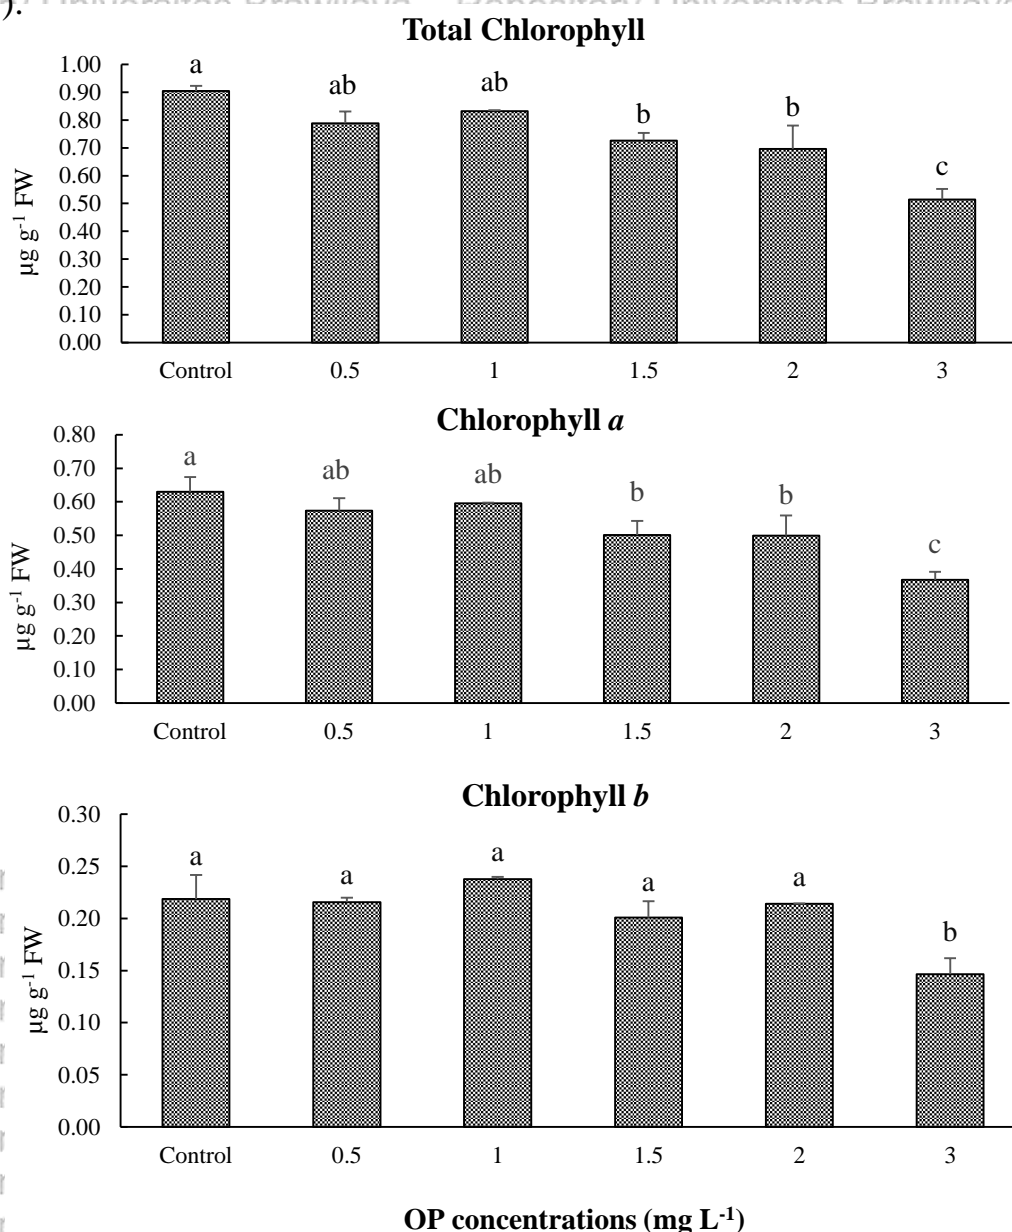 ).
Total Chlorophyll
1.00
0.90
0.80
0.70
0.60
0.50
0.40
0.30
0.20
0.10
0.00
µg g-1 FW
a ab ab b b c
Control 0.5 1 1.5 2 3
Chlorophyll a
0.80
0.70
0.60
0.50
0.40
0.30
0.20
0.10
0.00
µg g-1 FW
a ab ab b b c
Control 0.5 1 1.5 2 3
Chlorophyll b
0.30
0.25
0.20
0.15
0.10
0.05
0.00
µg g-1 FW
a a a a a b
Control 0.5 1 1.5 2 3
OP concentrations (mg L-1)